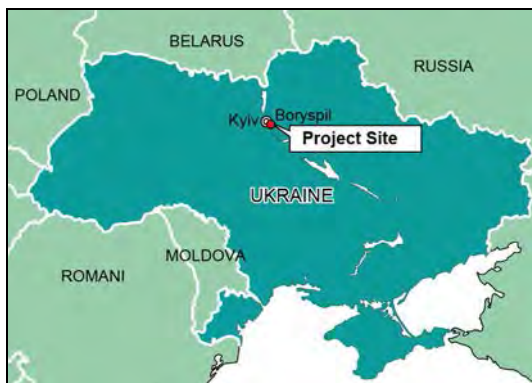 BELARUS
RUSSIA
POLAND
Kyiv Boryspil
Project Site
UKRAINE
MOLDOVA
ROMANI